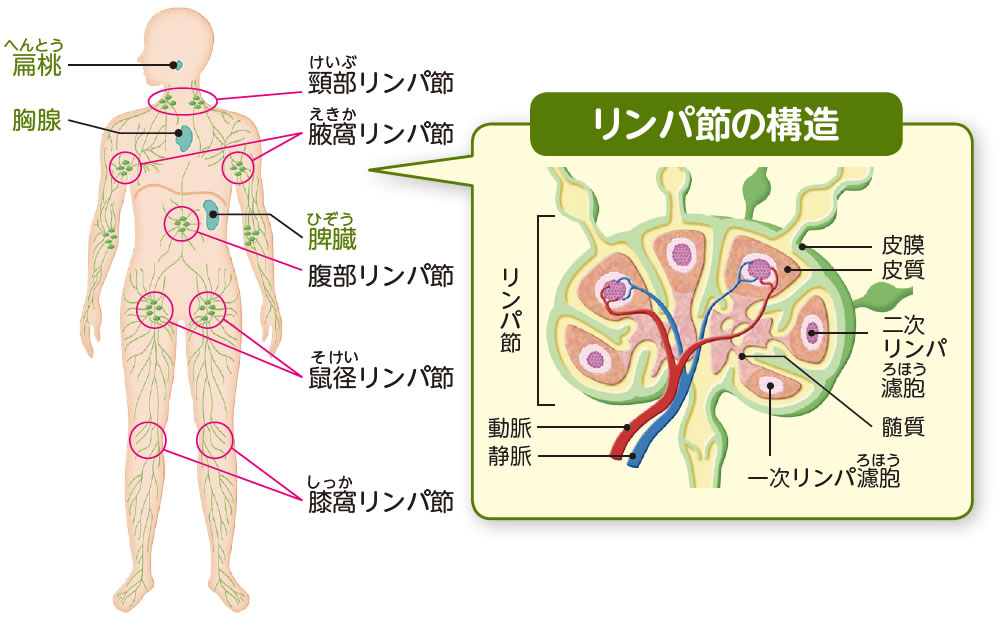 へんとう
扁桃
胸腺
けいぶ
頸部リンパ節
えきか
腋窩リンパ節
ひぞう
脾臓
腹部リンパ節
そけい
鼠径リンパ節
しっか
膝窩リンパ節
リンパ節の構造
リンパ節
皮膜
皮質
二次
リンパ
ろほう
濾胞
髄質
動脈
静脈
ろほう
一次リンパ濾胞